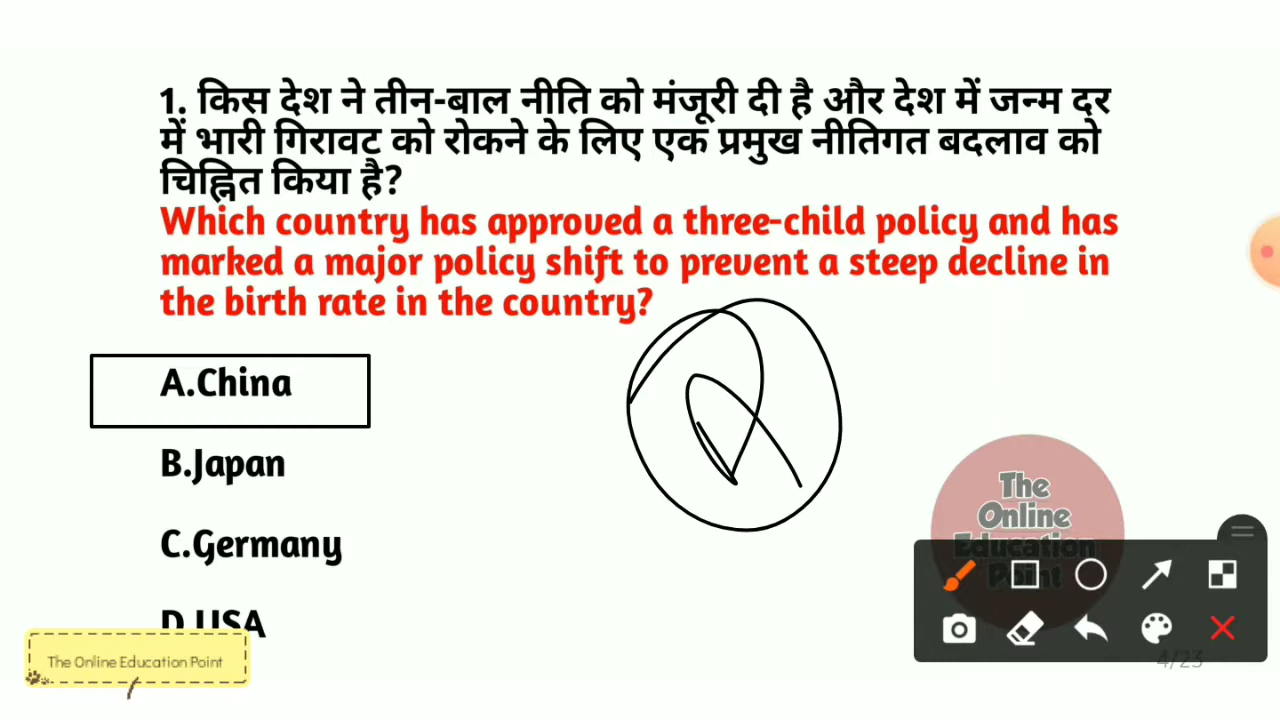 1. किस देश ने तीन-बाल नीति को मंजूरी दी है और देश में जन्म दर
में भारी गिरावट को रोकने के लिए एक प्रमुख नीतिगत बदलाव को
चिह्नित किया है?
Which country has approved a three-child policy and has
marked a major policy shift to prevent a steep decline in
the birth rate in the country?
A.China
B.Japan
C.Germany
D.USA
The
Online
Education
Point
The Online Education Point
4/23